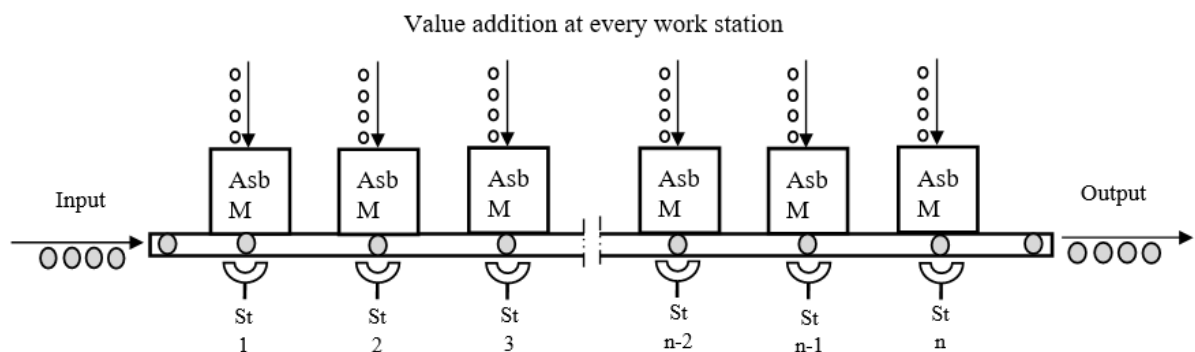 Value addition at every work station
Asb
M
Asb
M
Asb
M
Asb
M
Asb
M
Asb
M
Input
Output
St
1
St
2
St
3
St
n-2
St
n-1
St
n